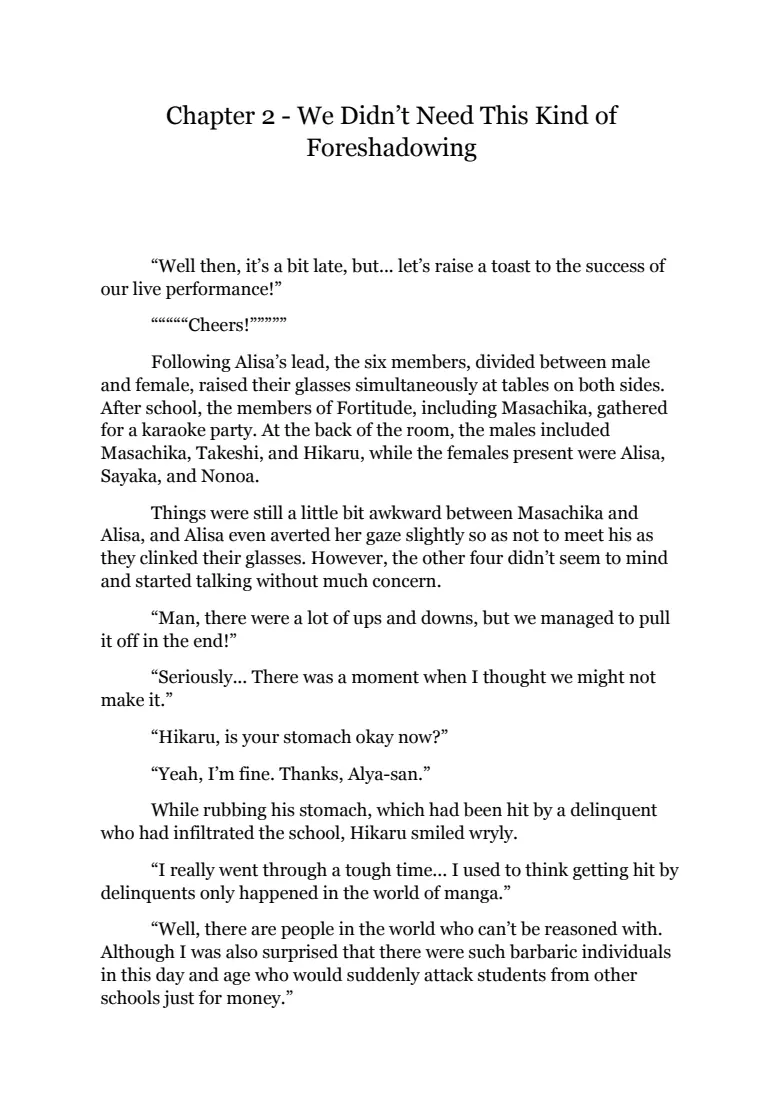 Chapter 2 - We Didn’t Need This Kind of
Foreshadowing
“Well then, it’s a bit late, but... let’s raise a toast to the success of
our live performance!”
“““““Cheers!”””””
Following Alisa’s lead, the six members, divided between male
and female, raised their glasses simultaneously at tables on both sides.
After school, the members of Fortitude, including Masachika, gathered
for a karaoke party. At the back of the room, the males included
Masachika, Takeshi, and Hikaru, while the females present were Alisa,
Sayaka, and Nonoa.
Things were still a little bit awkward between Masachika and
Alisa, and Alisa even averted her gaze slightly so as not to meet his as
they clinked their glasses. However, the other four didn’t seem to mind
and started talking without much concern.
“Man, there were a lot of ups and downs, but we managed to pull
it off in the end!”
“Seriously... There was a moment when I thought we might not
make it.”
“Hikaru, is your stomach okay now?”
“Yeah, I’m fine. Thanks, Alya-san.”
While rubbing his stomach, which had been hit by a delinquent
who had infiltrated the school, Hikaru smiled wryly.
“I really went through a tough time... I used to think getting hit by
delinquents only happened in the world of manga.”
“Well, there are people in the world who can’t be reasoned with.
Although I was also surprised that there were such barbaric individuals
in this day and age who would suddenly attack students from other
schools just for money.”